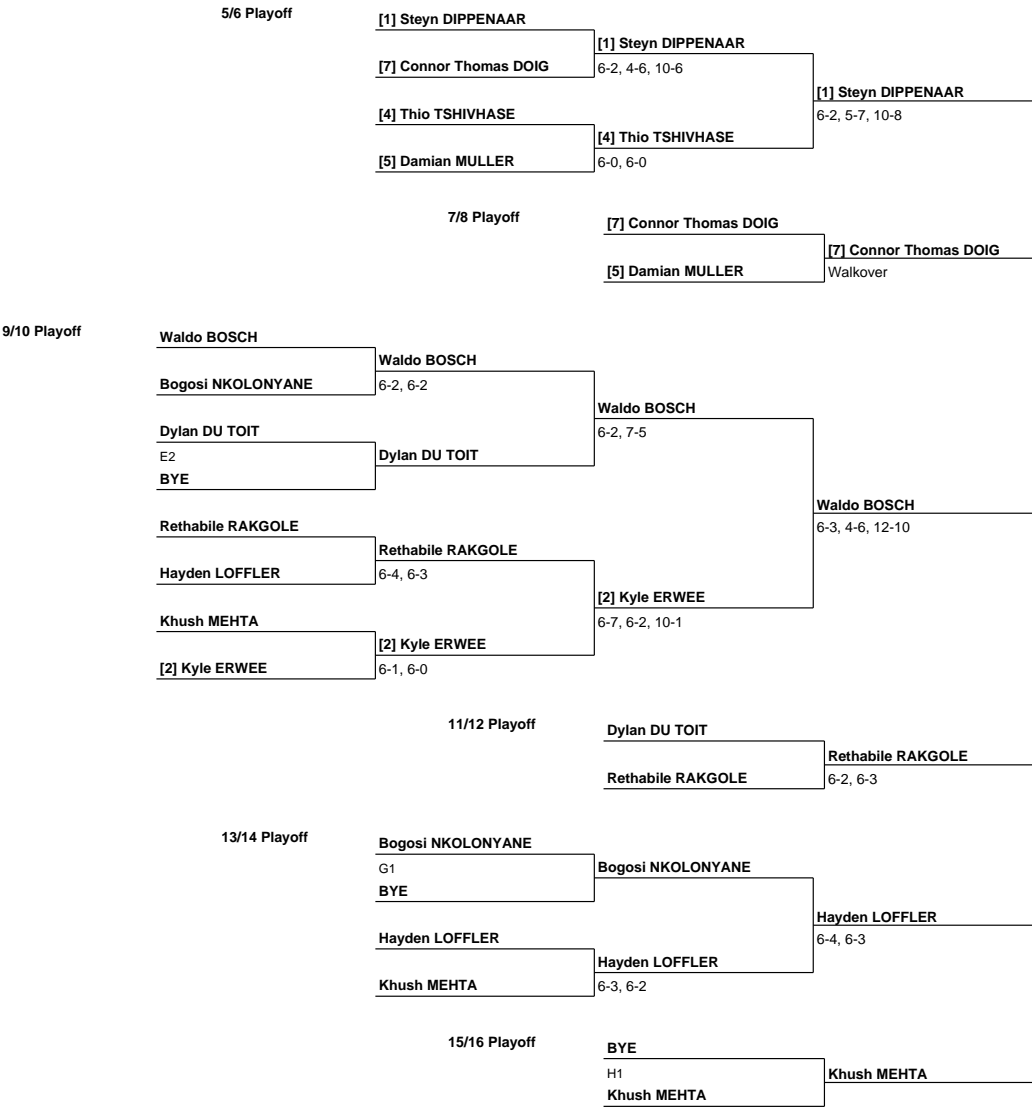 5/6 Playoff
[1] Steyn DIPPENAAR
[1] Steyn DIPPENAAR
[7] Connor Thomas DOIG
6-2, 4-6, 10-6
[1] Steyn DIPPENAAR
[4] Thio TSHIVHASE
6-2, 5-7, 10-8
[4] Thio TSHIVHASE
[5] Damian MULLER
6-0, 6-0
7/8 Playoff
[7] Connor Thomas DOIG
[7] Connor Thomas DOIG
[5] Damian MULLER
Walkover
9/10 Playoff
Waldo BOSCH
Waldo BOSCH
Bogosi NKOLONYANE
6-2, 6-2
Waldo BOSCH
Dylan DU TOIT
6-2, 7-5
E2
Dylan DU TOIT
BYE
Waldo BOSCH
Rethabile RAKGOLE
6-3, 4-6, 12-10
Rethabile RAKGOLE
Hayden LOFFLER
6-4, 6-3
[2] Kyle ERWEE
Khush MEHTA
6-7, 6-2, 10-1
[2] Kyle ERWEE
[2] Kyle ERWEE
6-1, 6-0
11/12 Playoff
Dylan DU TOIT
Rethabile RAKGOLE
Rethabile RAKGOLE
6-2, 6-3
13/14 Playoff
Bogosi NKOLONYANE
G1
Bogosi NKOLONYANE
BYE
Hayden LOFFLER
Hayden LOFFLER
6-4, 6-3
Hayden LOFFLER
Khush MEHTA
6-3, 6-2
15/16 Playoff
BYE
H1
Khush MEHTA
Khush MEHTA